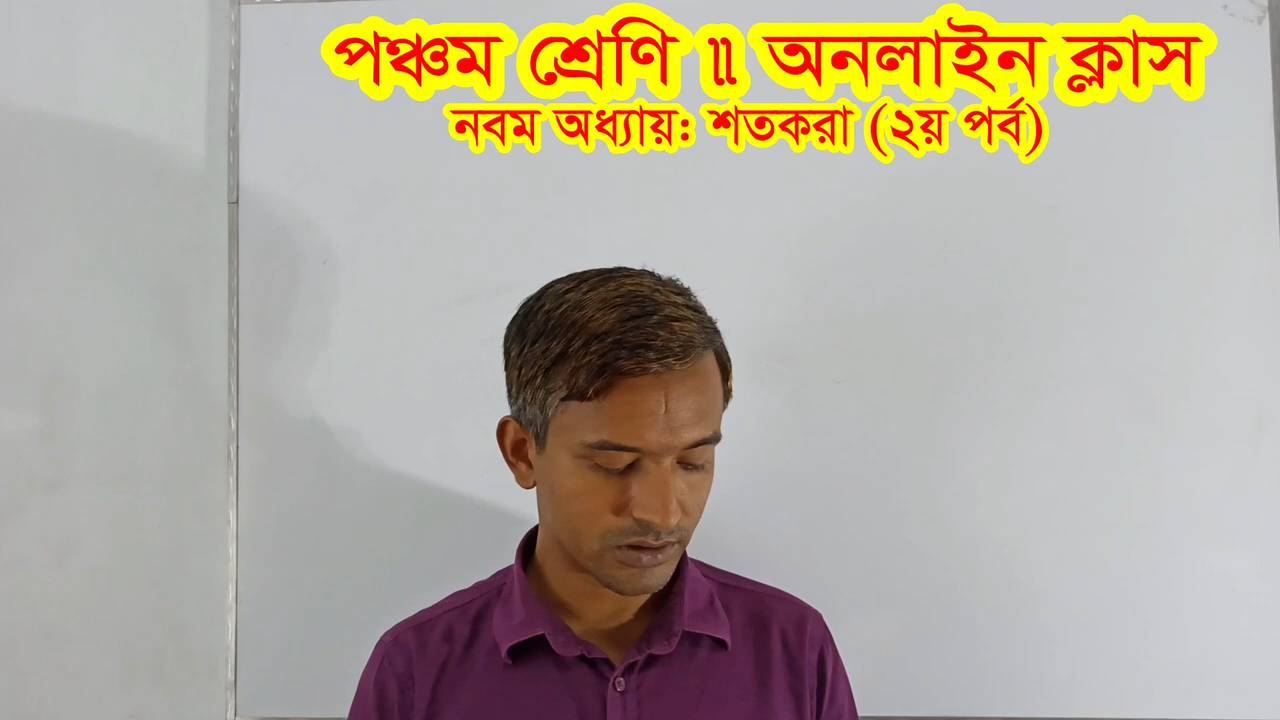 পঞ্চম শ্রেণি ॥ অনলাইন ক্লাস
নবম অধ্যায়ঃ শতকরা (২য় পর্ব)